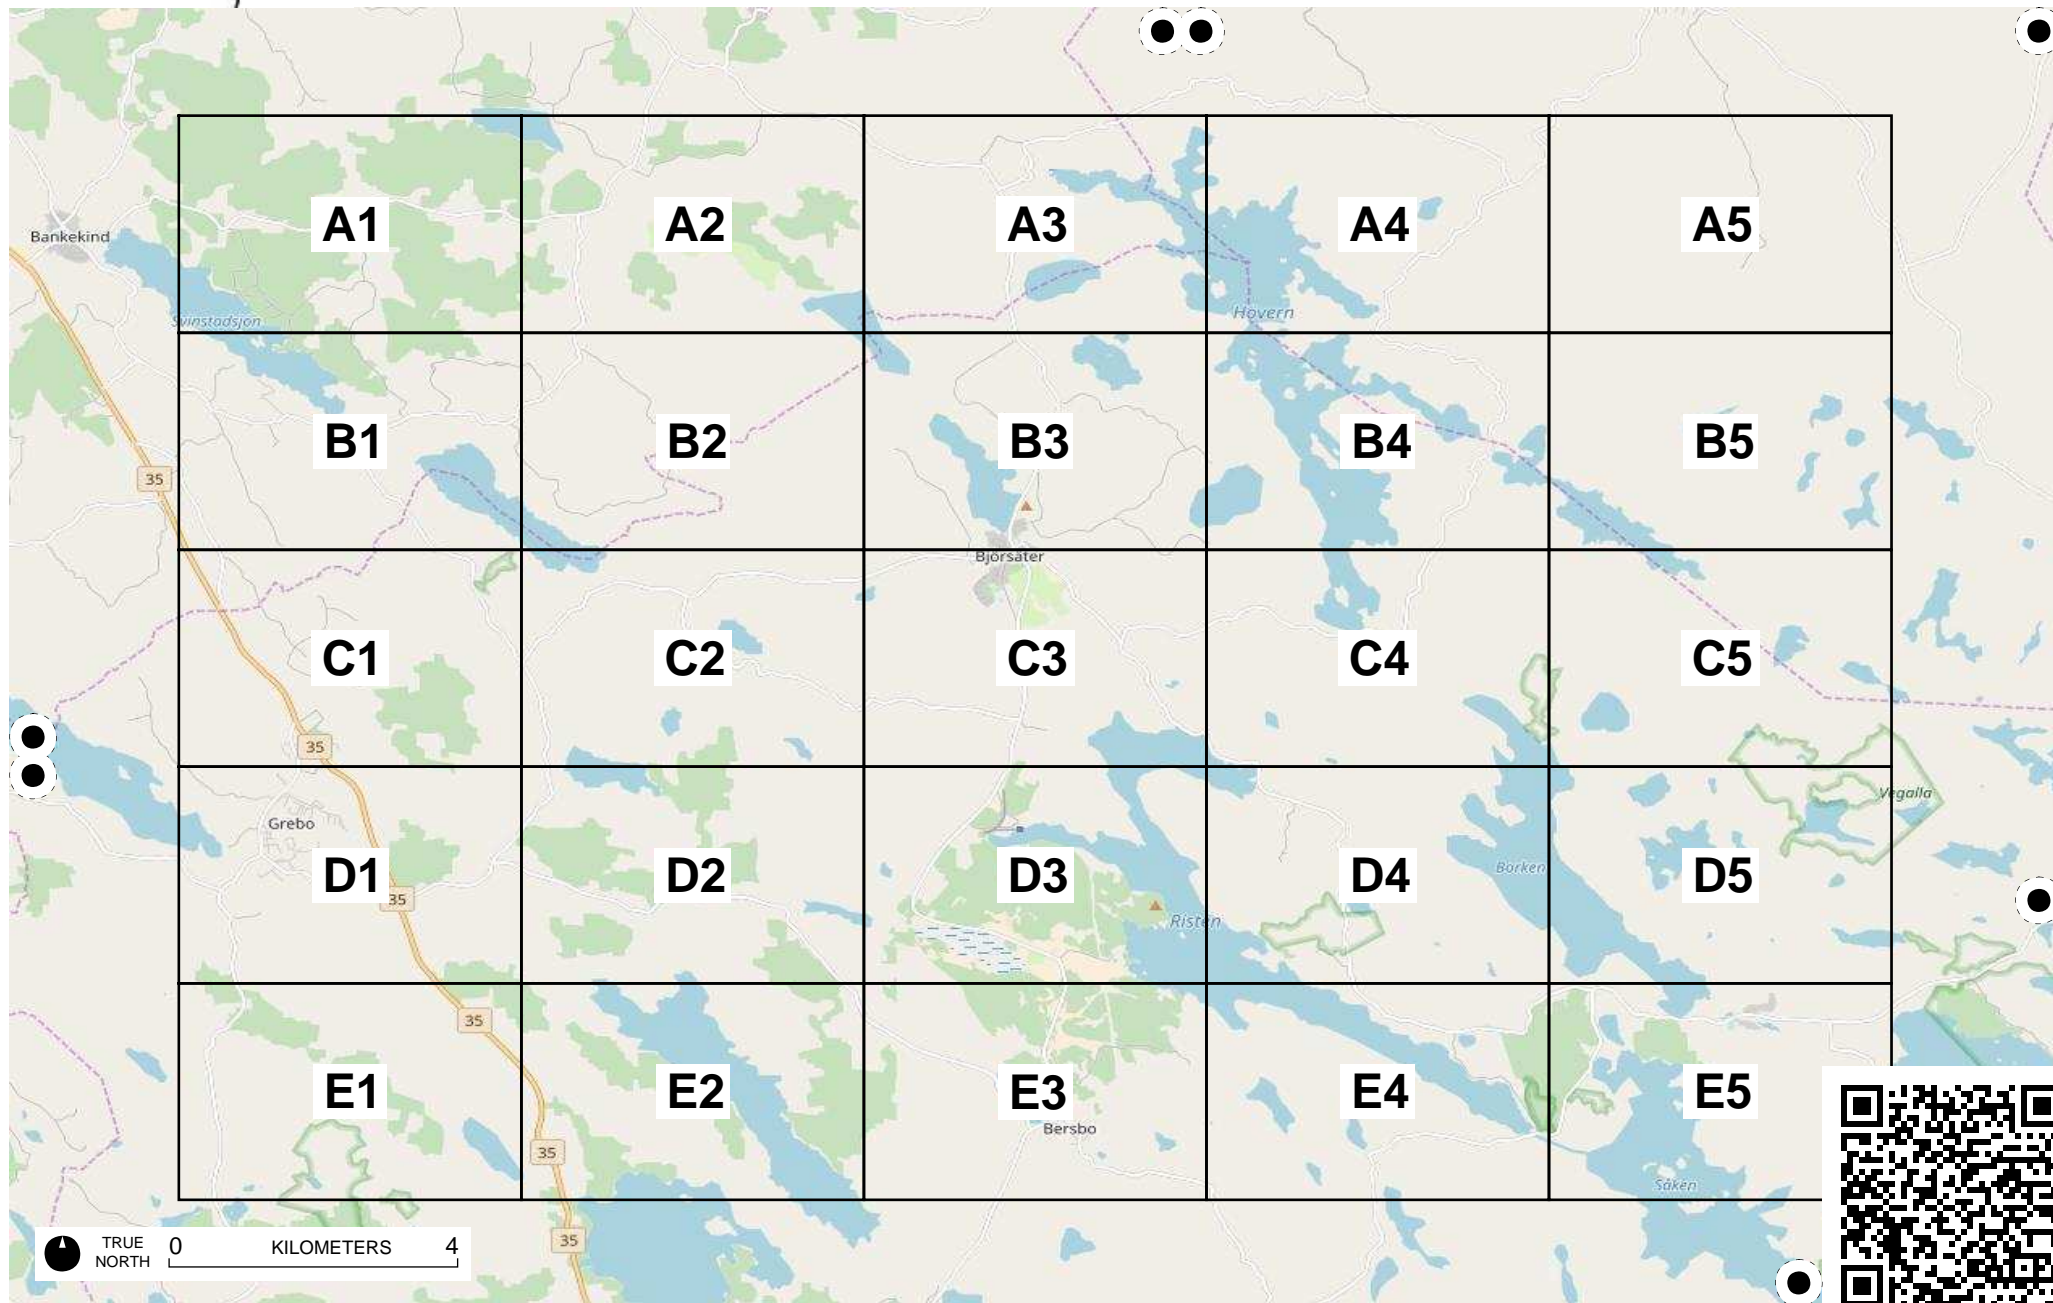 A1
A2
A3
A4
A5
Bankekind
Svinstadsjön
Hövern
B1
B2
B3
B4
B5
35
Björsäter
C1
C2
C3
C4
C5
35
Vegalla
Grebo
D1
D2
D3
D4
D5
Borken
35
Risten
35
E1
E2
E3
E4
E5
Bersbo
35
Såken
35
TRUE NORTH
0 KILOMETERS 4